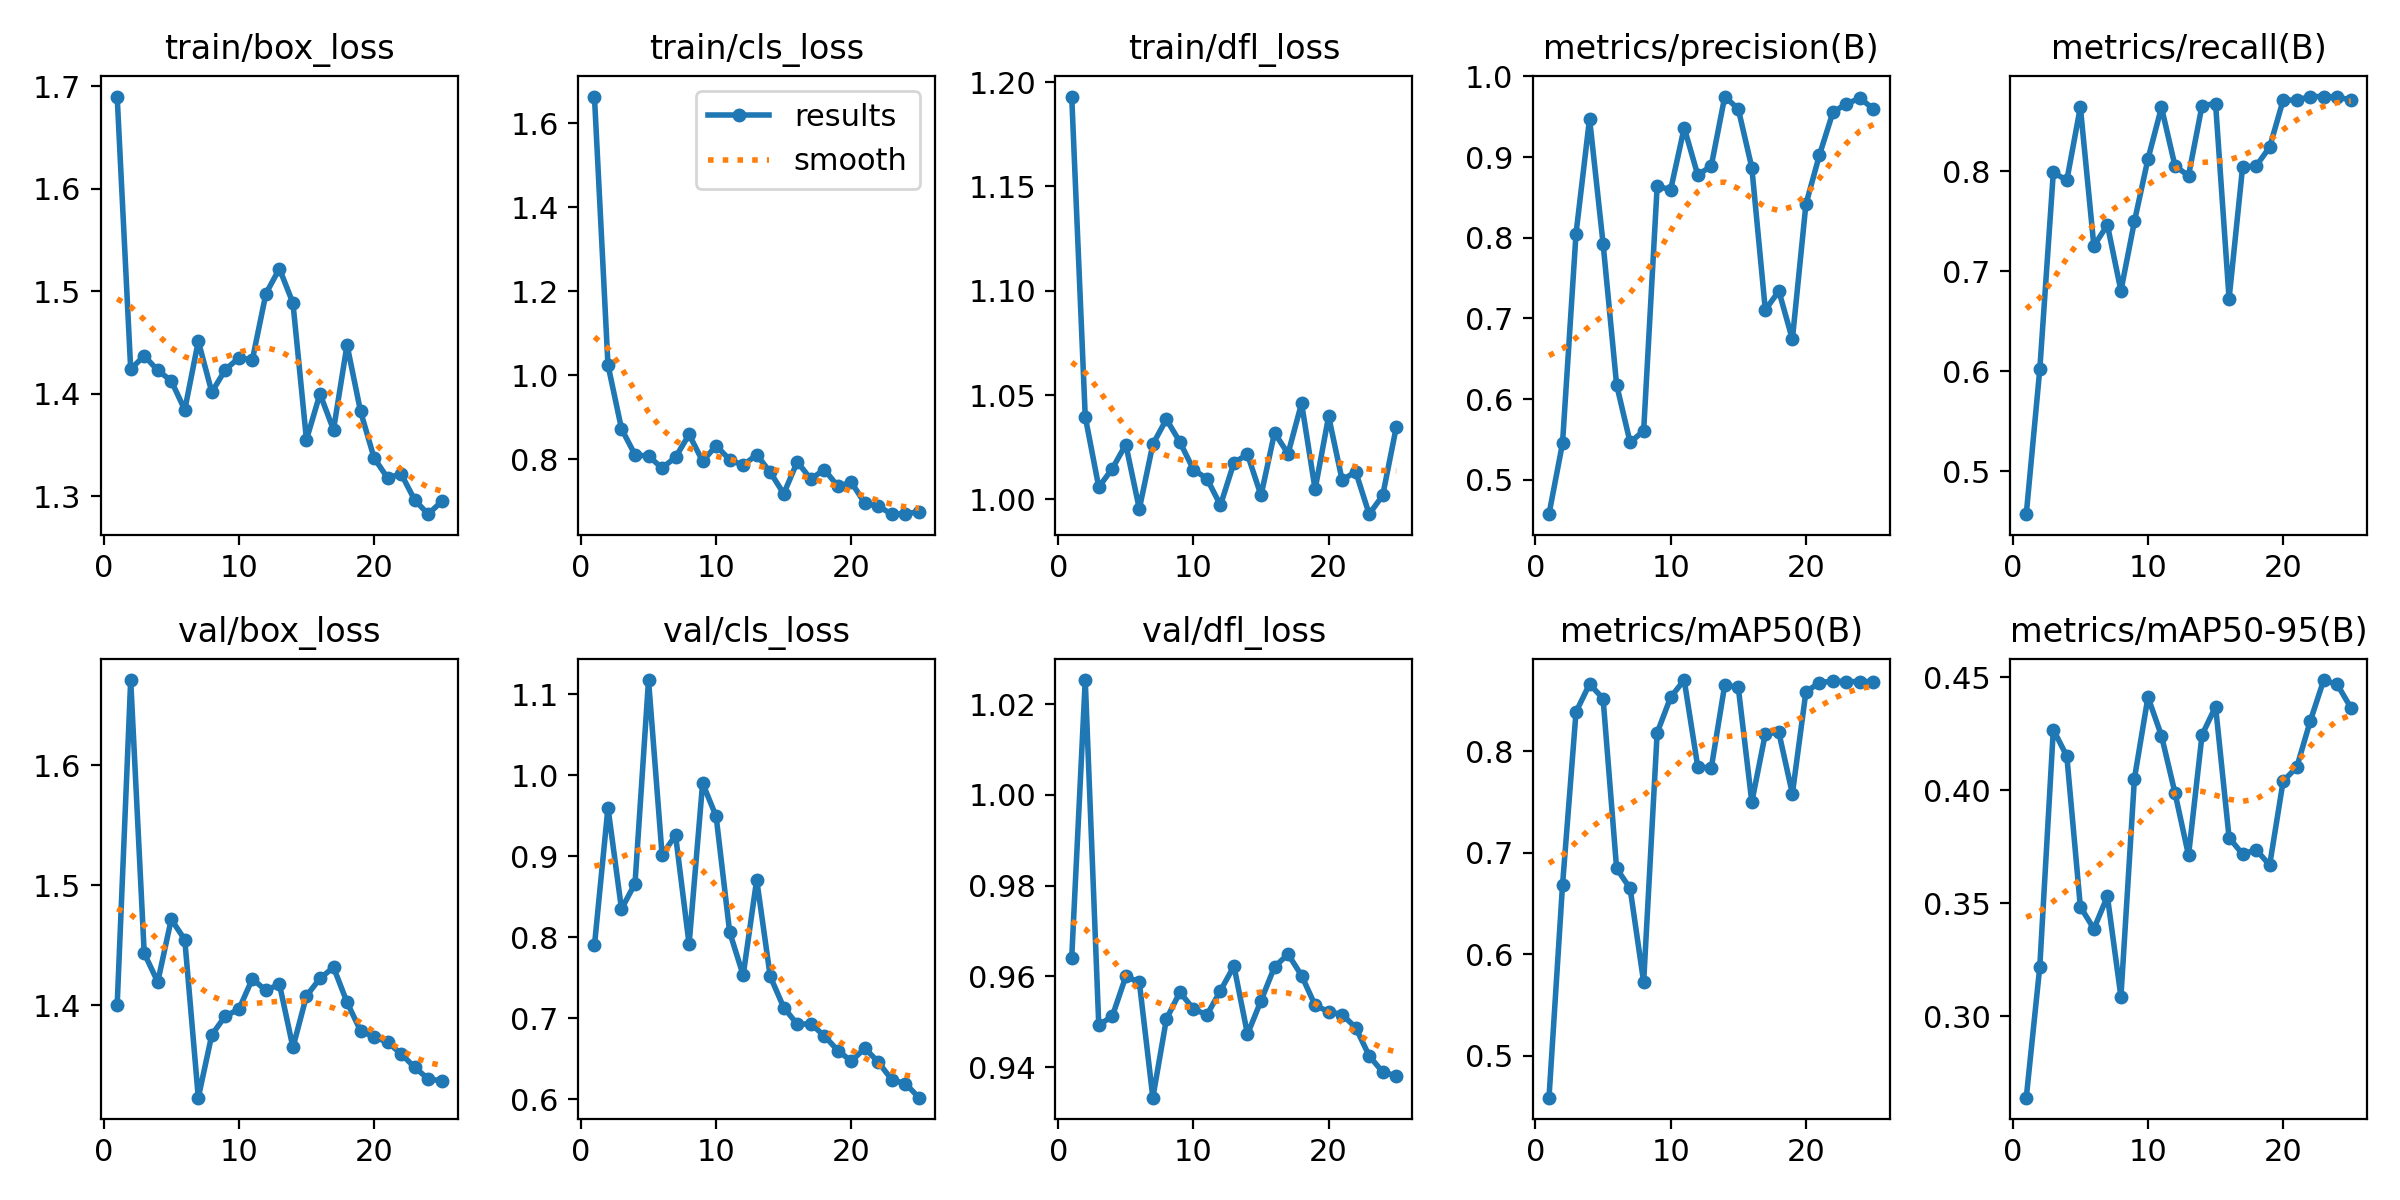 train/box_loss
train/cls_loss
train/dfl_loss
metrics/precision(B)
metrics/recall(B)
1.7
1.6
1.5
1.4
1.3
0 10 20
1.6
1.4
1.2
1.0
0.8
0 10 20
results
smooth
1.20
1.15
1.10
1.05
1.00
0 10 20
1.0
0.9
0.8
0.7
0.6
0.5
0 10 20
0.8
0.7
0.6
0.5
0 10 20
val/box_loss
val/cls_loss
val/dfl_loss
metrics/mAP50(B)
metrics/mAP50-95(B)
1.6
1.5
1.4
0 10 20
1.1
1.0
0.9
0.8
0.7
0.6
0 10 20
1.02
1.00
0.98
0.96
0.94
0 10 20
0.8
0.7
0.6
0.5
0 10 20
0.45
0.40
0.35
0.30
0 10 20